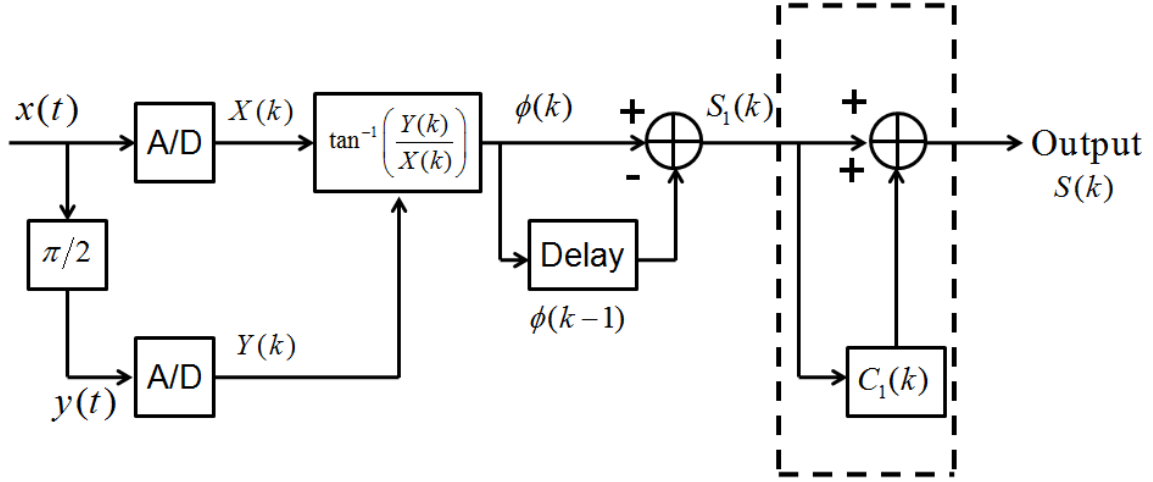 x(t)
A/D
X(k)
tan⁻¹(Y(k)/X(k))
ϕ(k)
+
-
S₁(k)
+
+
Output
S(k)
π/2
Delay
ϕ(k−1)
y(t)
A/D
Y(k)
C₁(k)